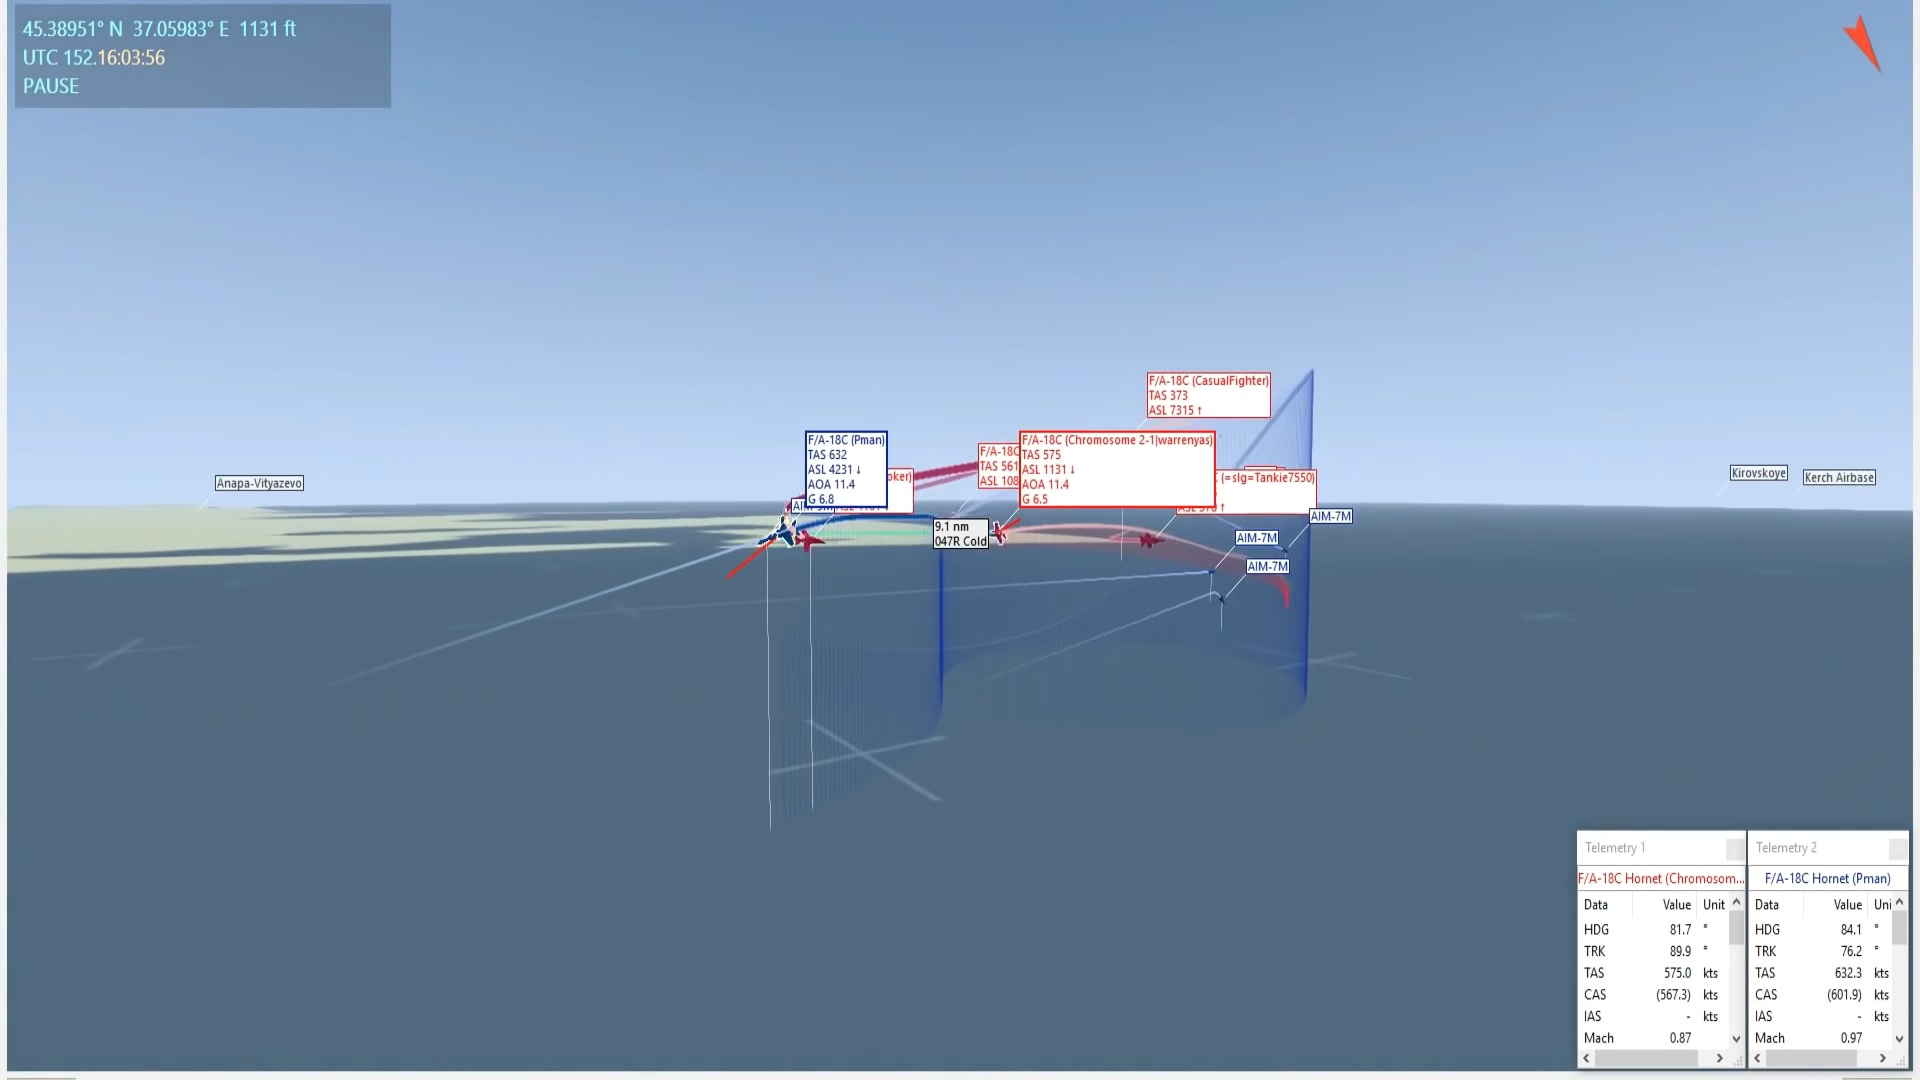 45.38951° N 37.05983° E 1131 ft
UTC 152.16:03:56
PAUSE
F/A-18C (CasualFighter)
TAS 373
ASL 7315 ↑
F/A-18C (Pman)
TAS 632
ASL 4231 ↓
AOA 11.4
G 6.8
oker)
F/A-18C
TAS 561
ASL 108
F/A-18C (Chromosome 2-1|warrenyas)
TAS 575
ASL 1131 ↓
AOA 11.4
G 6.5
(=slg=Tankie7550)
Anapa-Vityazevo
Kirovskoye
Kerch Airbase
9.1 nm
047R Cold
AIM-7M
AIM-7M
AIM-7M
Telemetry 1
F/A-18C Hornet (Chromosom...
Data Value Unit
HDG 81.7 °
TRK 89.9 °
TAS 575.0 kts
CAS (567.3) kts
IAS - kts
Mach 0.87
Telemetry 2
F/A-18C Hornet (Pman)
Data Value Uni
HDG 84.1 °
TRK 76.2 °
TAS 632.3 kts
CAS (601.9) kts
IAS - kts
Mach 0.97